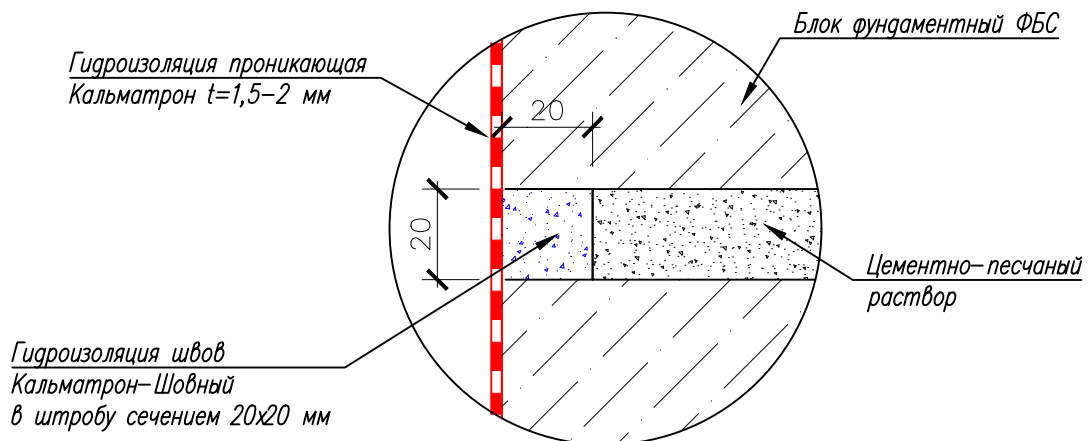 Блок фундаментный ФБС
Гидроизоляция проникающая
Кальматрон t=1,5-2 мм
20
20
Цементно-песчаный
раствор
Гидроизоляция швов
Кальматрон-Шовный
в штробу сечением 20х20 мм